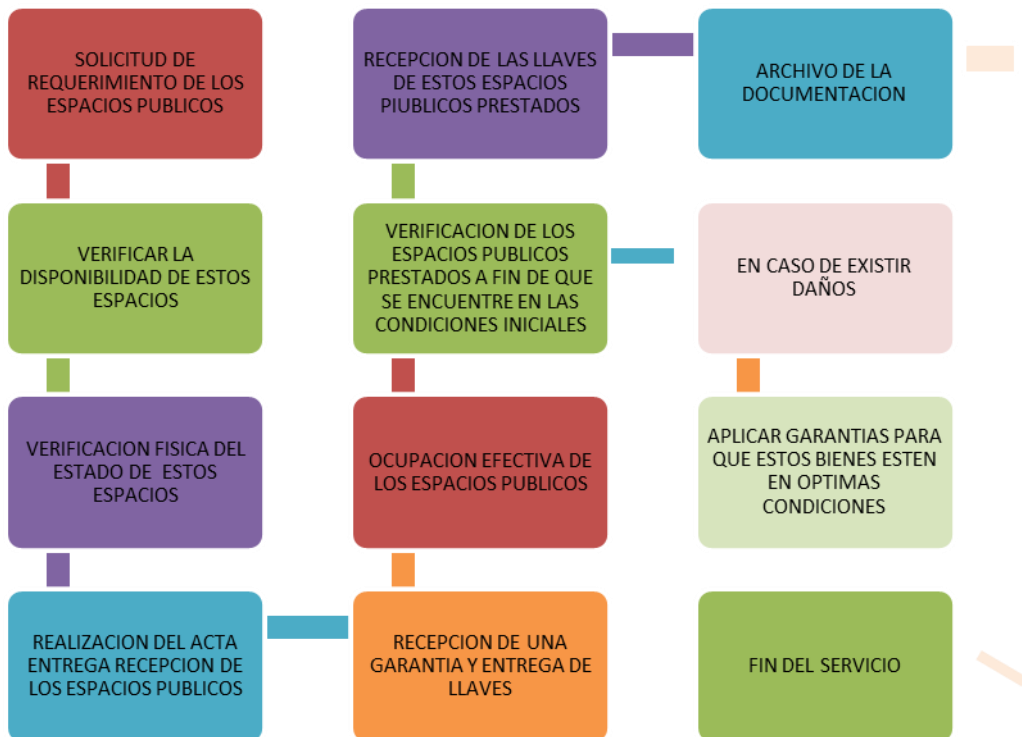 SOLICITUD DE
REQUERIMIENTO DE LOS
ESPACIOS PUBLICOS
VERIFICAR LA
DISPONIBILIDAD DE ESTOS
ESPACIOS
VERIFICACION FISICA DEL
ESTADO DE ESTOS
ESPACIOS
REALIZACION DEL ACTA
ENTREGA RECEPCION DE
LOS ESPACIOS PUBLICOS
RECEPCION DE UNA
GARANTIA Y ENTREGA DE
LLAVES
OCUPACION EFECTIVA DE
LOS ESPACIOS PUBLICOS
VERIFICACION DE LOS
ESPACIOS PUBLICOS
PRESTADOS A FIN DE QUE
SE ENCUENTRE EN LAS
CONDICIONES INICIALES
RECEPCION DE LAS LLAVES
DE ESTOS ESPACIOS
PIUBLICOS PRESTADOS
ARCHIVO DE LA
DOCUMENTACION
EN CASO DE EXISTIR
DAÑOS
APLICAR GARANTIAS PARA
QUE ESTOS BIENES ESTEN
EN OPTIMAS
CONDICIONES
FIN DEL SERVICIO